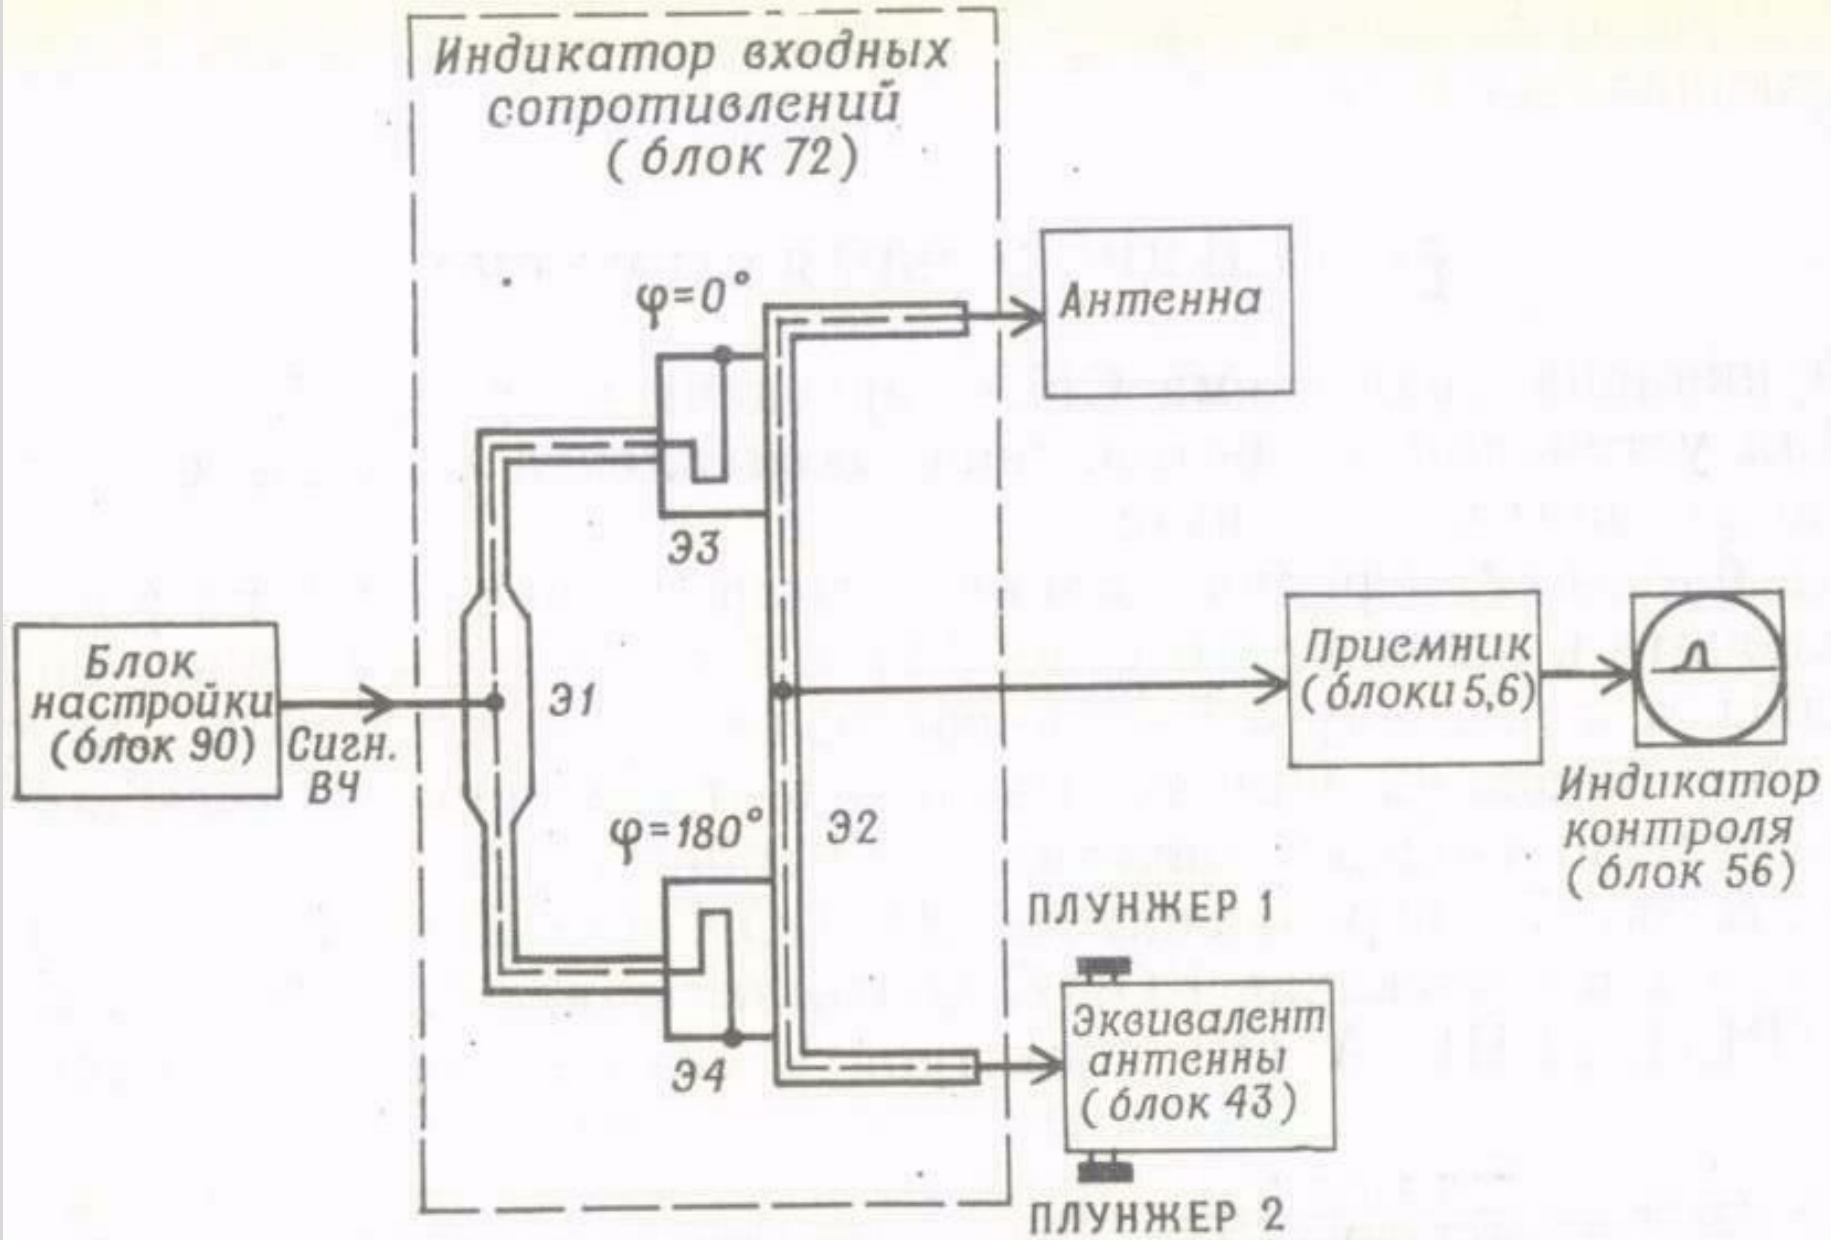 Индикатор входных
сопротивлений
(блок 72)
φ=0°
Антенна
Э3
Блок
настройки
(блок 90)
Сигн.
ВЧ
Э1
Приемник
(блоки 5,6)
Индикатор
контроля
(блок 56)
φ=180°
Э2
Э4
ПЛУНЖЕР 1
Эквивалент
антенны
(блок 43)
ПЛУНЖЕР 2